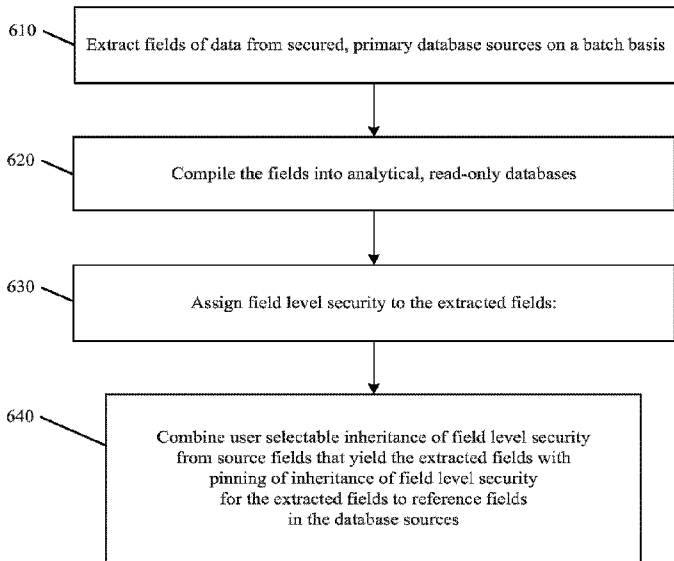 610
Extract fields of data from secured, primary database sources on a batch basis
620
Compile the fields into analytical, read-only databases
630
Assign field level security to the extracted fields:
640
Combine user selectable inheritance of field level security
from source fields that yield the extracted fields with
pinning of inheritance of field level security
for the extracted fields to reference fields
in the database sources